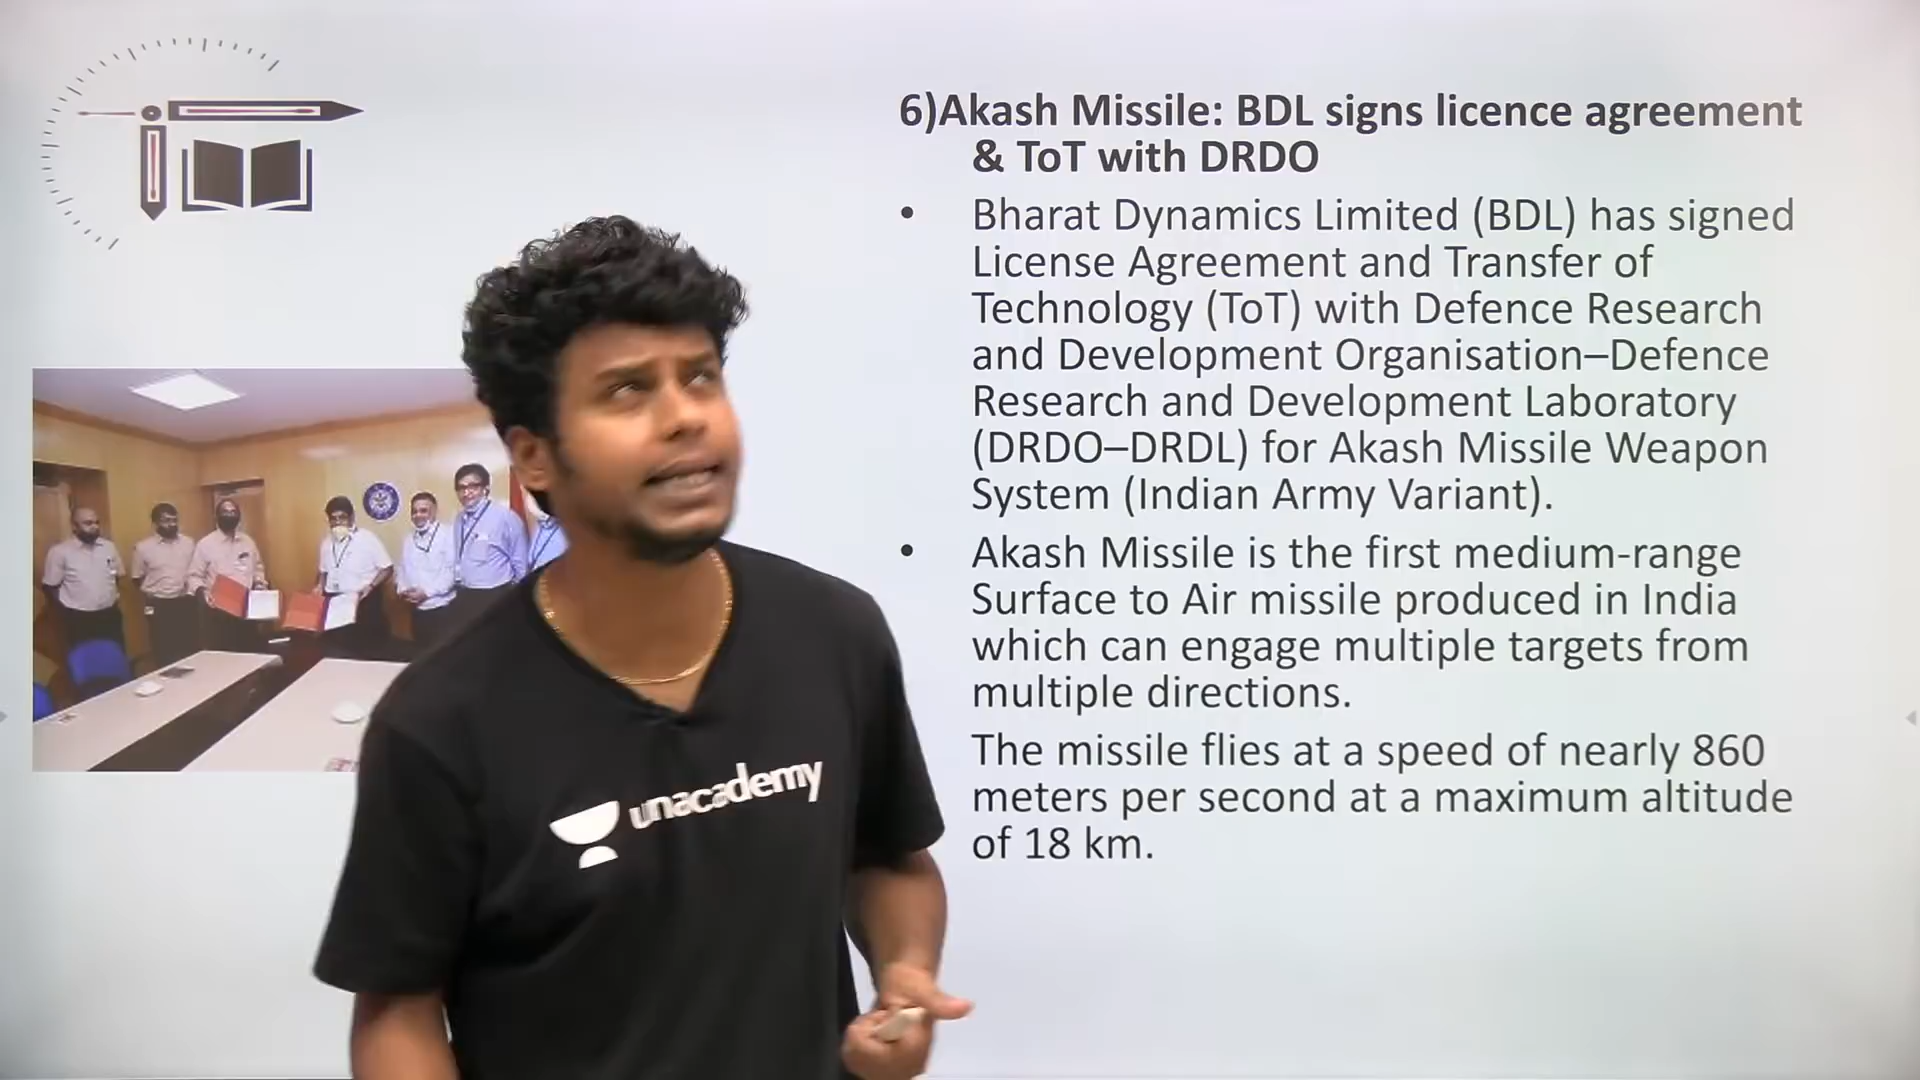 6)Akash Missile: BDL signs licence agreement
& ToT with DRDO
• Bharat Dynamics Limited (BDL) has signed
License Agreement and Transfer of
Technology (ToT) with Defence Research
and Development Organisation–Defence
Research and Development Laboratory
(DRDO–DRDL) for Akash Missile Weapon
System (Indian Army Variant).
• Akash Missile is the first medium-range
Surface to Air missile produced in India
which can engage multiple targets from
multiple directions.
The missile flies at a speed of nearly 860
meters per second at a maximum altitude
of 18 km.
unacademy